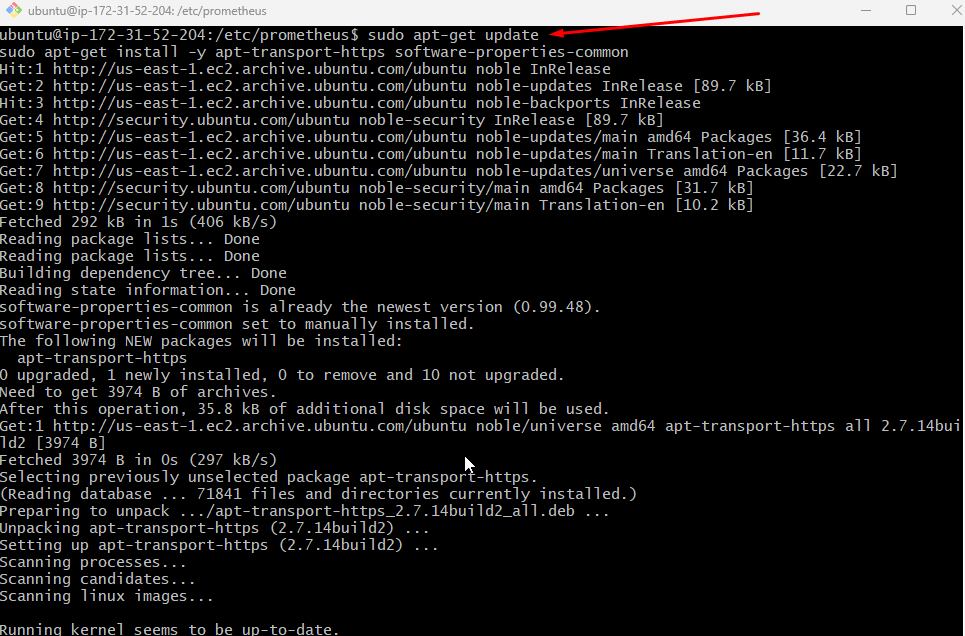 ubuntu@ip-172-31-52-204: /etc/prometheus
ubuntu@ip-172-31-52-204:/etc/prometheus$ sudo apt-get update
sudo apt-get install -y apt-transport-https software-properties-common
Hit:1 http://us-east-1.ec2.archive.ubuntu.com/ubuntu noble InRelease
Get:2 http://us-east-1.ec2.archive.ubuntu.com/ubuntu noble-updates InRelease [89.7 kB]
Hit:3 http://us-east-1.ec2.archive.ubuntu.com/ubuntu noble-backports InRelease
Get:4 http://security.ubuntu.com/ubuntu noble-security InRelease [89.7 kB]
Get:5 http://us-east-1.ec2.archive.ubuntu.com/ubuntu noble-updates/main amd64 Packages [36.4 kB]
Get:6 http://us-east-1.ec2.archive.ubuntu.com/ubuntu noble-updates/main Translation-en [11.7 kB]
Get:7 http://us-east-1.ec2.archive.ubuntu.com/ubuntu noble-updates/universe amd64 Packages [22.7 kB]
Get:8 http://security.ubuntu.com/ubuntu noble-security/main amd64 Packages [31.7 kB]
Get:9 http://security.ubuntu.com/ubuntu noble-security/main Translation-en [10.2 kB]
Fetched 292 kB in 1s (406 kB/s)
Reading package lists... Done
Reading package lists... Done
Building dependency tree... Done
Reading state information... Done
software-properties-common is already the newest version (0.99.48).
software-properties-common set to manually installed.
The following NEW packages will be installed:
  apt-transport-https
0 upgraded, 1 newly installed, 0 to remove and 10 not upgraded.
Need to get 3974 B of archives.
After this operation, 35.8 kB of additional disk space will be used.
Get:1 http://us-east-1.ec2.archive.ubuntu.com/ubuntu noble/universe amd64 apt-transport-https all 2.7.14bui
ld2 [3974 B]
Fetched 3974 B in 0s (297 kB/s)
Selecting previously unselected package apt-transport-https.
(Reading database ... 71841 files and directories currently installed.)
Preparing to unpack .../apt-transport-https_2.7.14build2_all.deb ...
Unpacking apt-transport-https (2.7.14build2) ...
Setting up apt-transport-https (2.7.14build2) ...
Scanning processes...
Scanning candidates...
Scanning linux images...
Running kernel seems to be up-to-date.